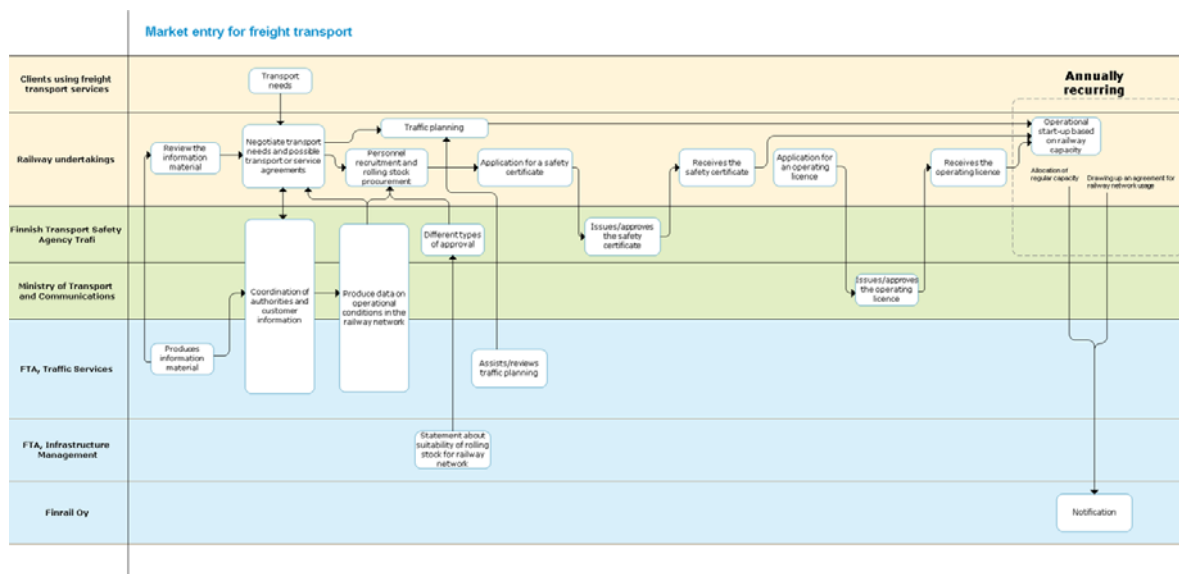 Market entry for freight transport
Clients using freight
transport services
Transport
needs
Annually
recurring
Railway undertakings
Review the
information
material
Negotiate transport
needs and possible
transport or service
agreements
Traffic planning
Personnel
recruitment and
rolling stock
procurement
Application for a safety
certificate
Receives the
safety certificate
Application for
an operating
licence
Receives the
operating licence
Operational
start-up based
on railway
capacity
Allocation of
regular capacity
Drawing up an agreement for
railway network usage
Finnish Transport Safety
Agency Trafi
Different types
of approval
Issues/approves
the safety
certificate
Ministry of Transport
and Communications
Coordination of
authorities and
customer
information
Produce data on
operational
conditions in the
railway network
Issues/approves
the operating
licence
FTA, Traffic Services
Produces
information
material
Assists/reviews
traffic planning
FTA, Infrastructure
Management
Statement about
suitability of rolling
stock for railway
network
Finrail Oy
Notification